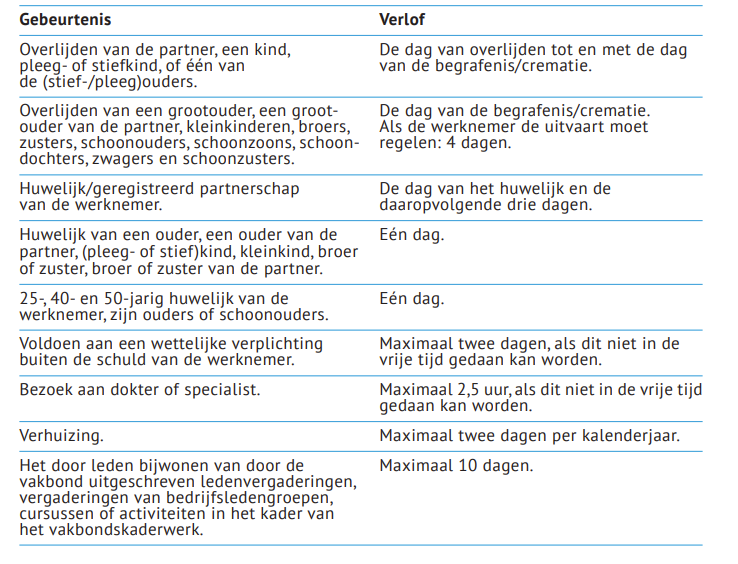 Gebeurtenis Verlof
Overlijden van de partner, een kind, De dag van overlijden tot en met de dag
pleeg- of stiefkind, of één van van de begrafenis/crematie.
de (stief-/pleeg)ouders.
Overlijden van een grootouder, een groot- De dag van de begrafenis/crematie.
ouder van de partner, kleinkinderen, broers, Als de werknemer de uitvaart moet
zusters, schoonouders, schoonzoons, schoon- regelen: 4 dagen.
dochters, zwagers en schoonzusters.
Huwelijk/geregistreerd partnerschap De dag van het huwelijk en de
van de werknemer. daaropvolgende drie dagen.
Huwelijk van een ouder, een ouder van de Eén dag.
partner, (pleeg- of stief)kind, kleinkind, broer
of zuster, broer of zuster van de partner.
25-, 40- en 50-jarig huwelijk van de Eén dag.
werknemer, zijn ouders of schoonouders.
Voldoen aan een wettelijke verplichting Maximaal twee dagen, als dit niet in de
buiten de schuld van de werknemer. vrije tijd gedaan kan worden.
Bezoek aan dokter of specialist. Maximaal 2,5 uur, als dit niet in de vrije tijd
gedaan kan worden.
Verhuizing. Maximaal twee dagen per kalenderjaar.
Het door leden bijwonen van door de Maximaal 10 dagen.
vakbond uitgeschreven ledenvergaderingen,
vergaderingen van bedrijfsledengroepen,
cursussen of activiteiten in het kader van
het vakbondskaderwerk.